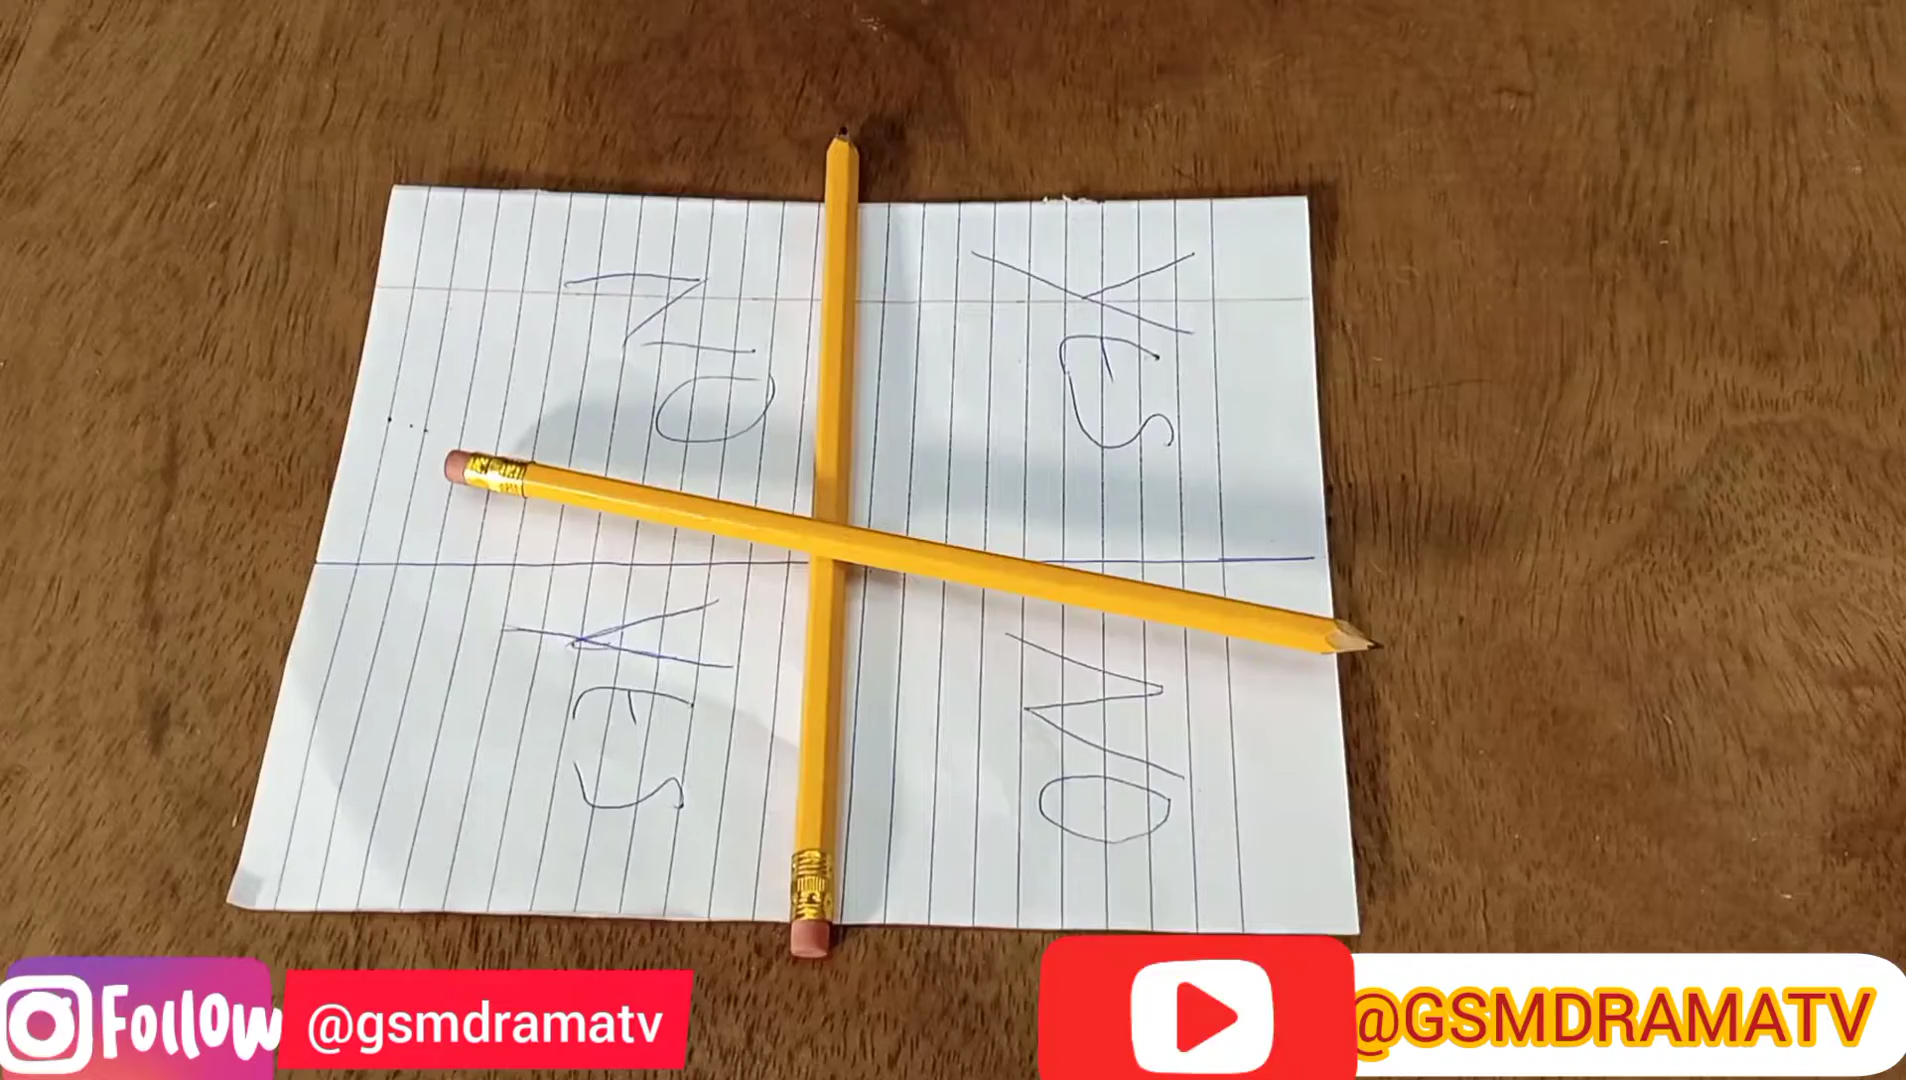 No
Yes
Yes
No
Follow
@gsmdramatv
@GSMDRAMATV